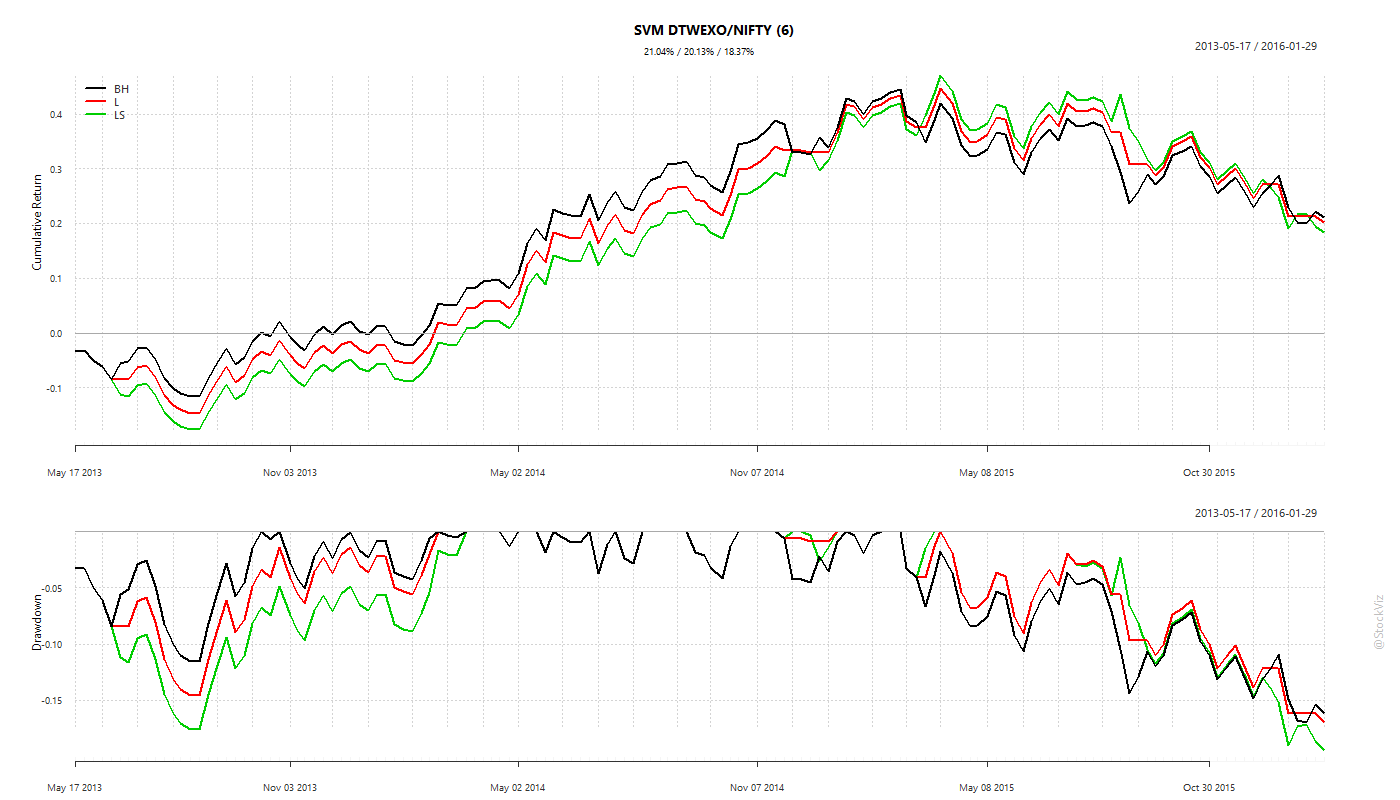 SVM DTWEXO/NIFTY (6)
21.04% / 20.13% / 18.37%
2013-05-17 / 2016-01-29
BH
L
LS
Cumulative Return
0.4
0.3
0.2
0.1
0.0
-0.1
May 17 2013
Nov 03 2013
May 02 2014
Nov 07 2014
May 08 2015
Oct 30 2015
2013-05-17 / 2016-01-29
Drawdown
-0.05
-0.10
-0.15
May 17 2013
Nov 03 2013
May 02 2014
Nov 07 2014
May 08 2015
Oct 30 2015
@StockViz